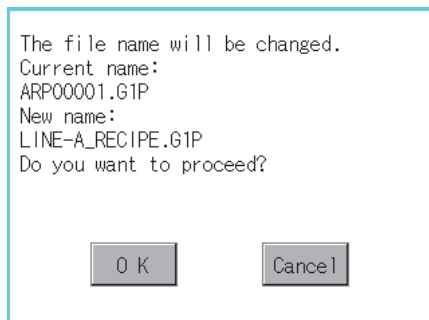 The file name will be changed.
Current name:
ARP00001.G1P
New name:
LINE-A_RECIPE.G1P
Do you want to proceed?
O K
Cancel